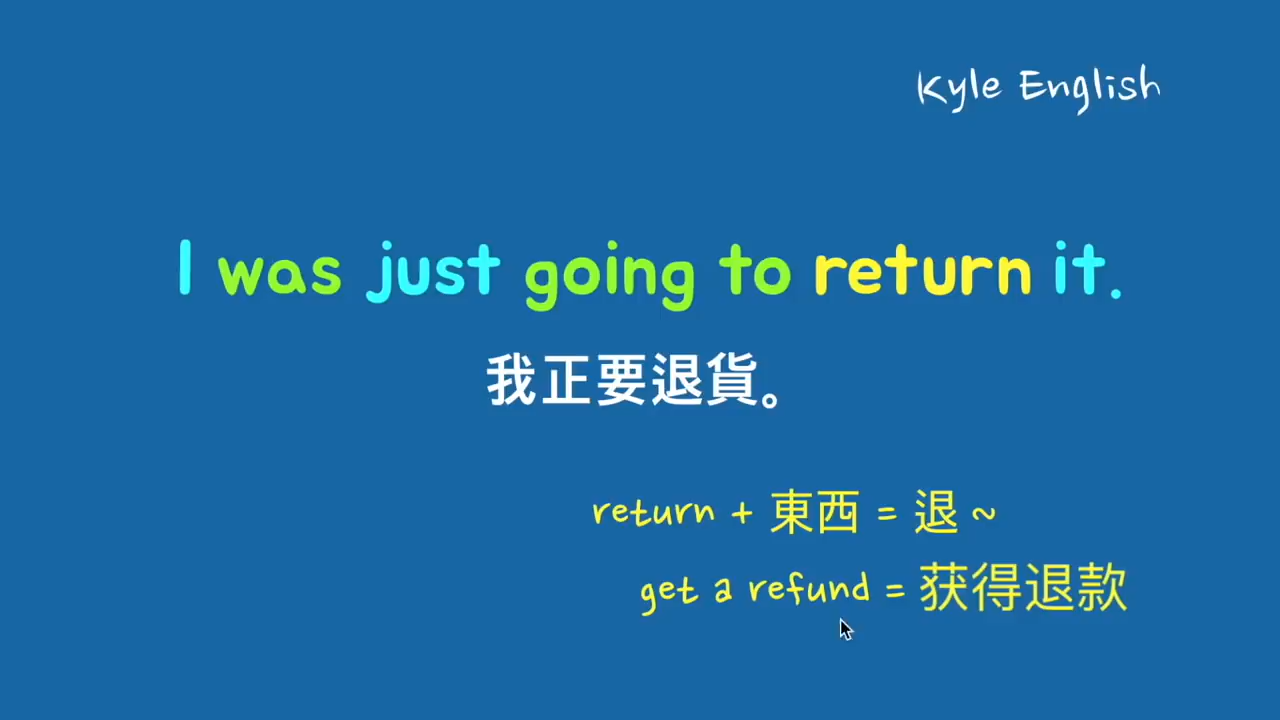 Kyle English
I was just going to return it.
我正要退貨。
return + 東西 = 退 ~
get a refund = 获得退款